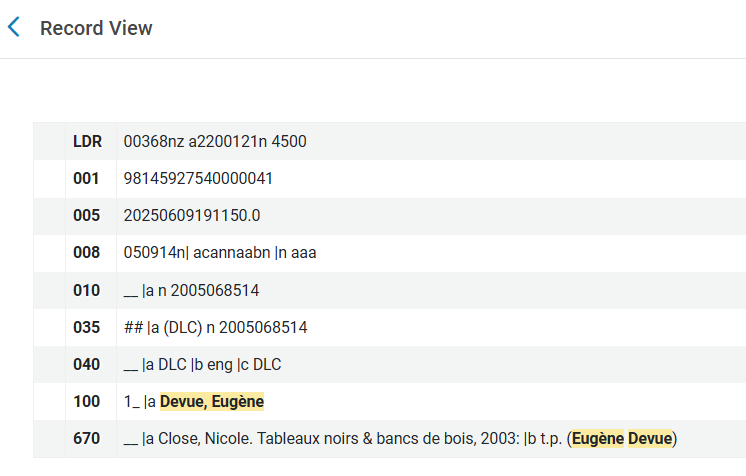 Record View
LDR 00368nz a2200121n 4500
001 98145927540000041
005 20250609191150.0
008 050914n| acannaabn |n aaa
010 __ |a n 2005068514
035 ## |a (DLC) n 2005068514
040 __ |a DLC |b eng |c DLC
100 1_ |a Devue, Eugène
670 __ |a Close, Nicole. Tableaux noirs & bancs de bois, 2003: |b t.p. (Eugène Devue)